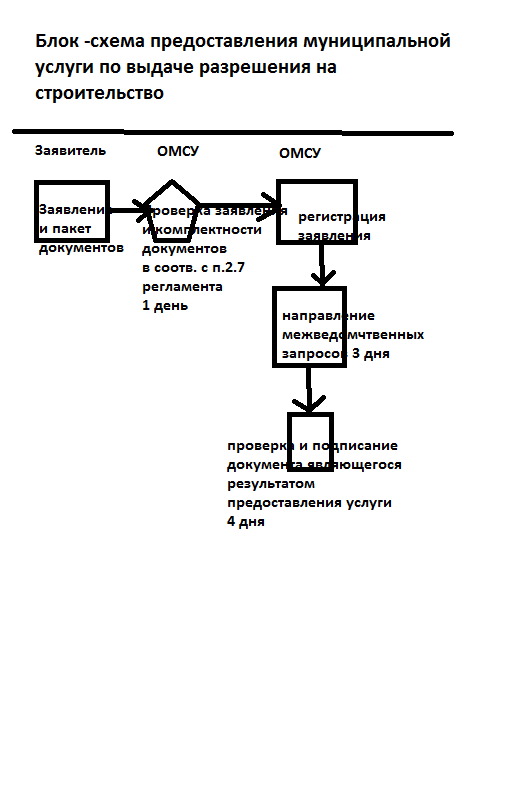 Блок -схема предоставления муниципальной
услуги по выдаче разрешения на
строительство
Заявитель
ОМСУ
ОМСУ
Заявлени
и пакет
документов
проверка заявления
и комплектности
документов
в соотв. с п.2.7
регламента
1 день
регистрация
заявления
направление
межведомчтвенных
запросов 3 дня
проверка и подписание
документа являющегося
результатом
предоставления услуги
4 дня